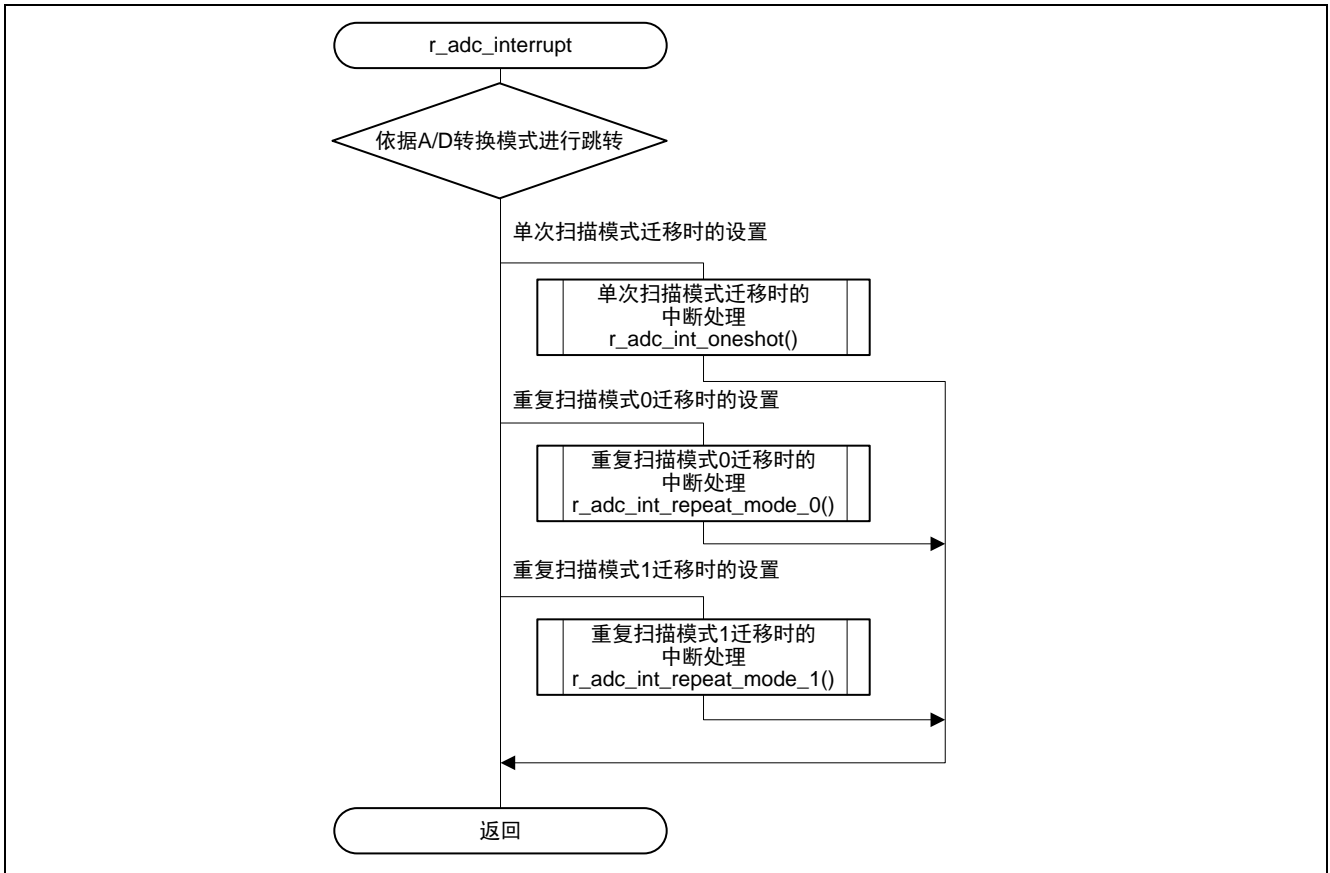 r_adc_interrupt
依据A/D转换模式进行跳转
单次扫描模式迁移时的设置
单次扫描模式迁移时的
中断处理
r_adc_int_oneshot()
重复扫描模式0迁移时的设置
重复扫描模式0迁移时的
中断处理
r_adc_int_repeat_mode_0()
重复扫描模式1迁移时的设置
重复扫描模式1迁移时的
中断处理
r_adc_int_repeat_mode_1()
返回